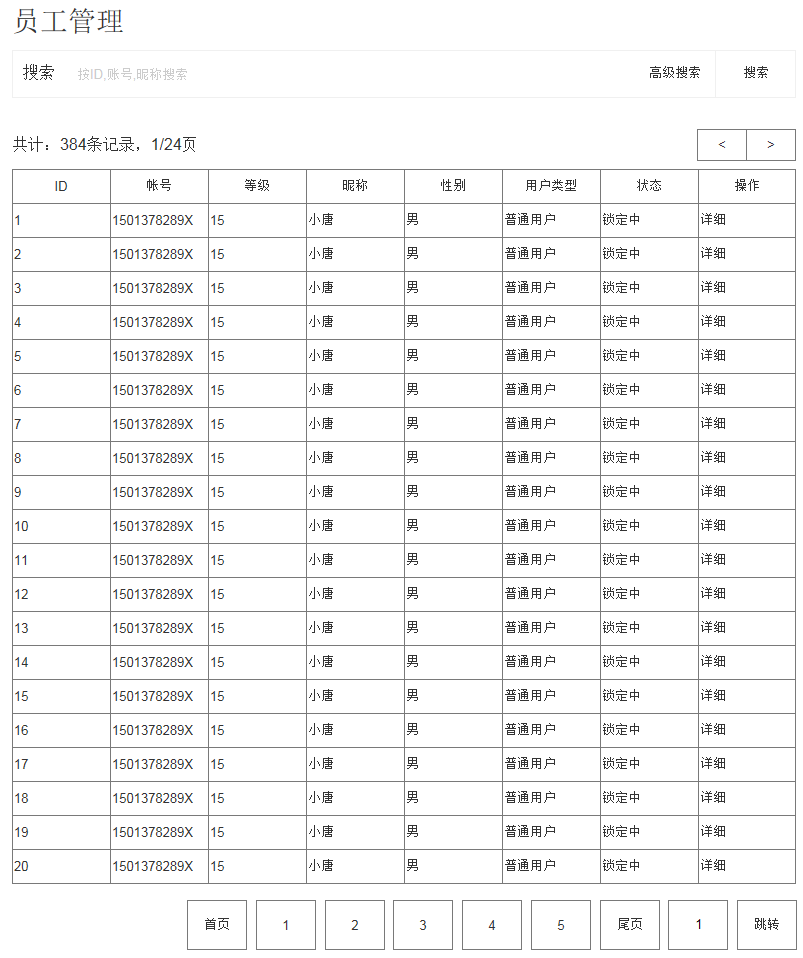 员工管理
搜索 按ID,账号,昵称搜索 高级搜索 搜索
共计：384条记录，1/24页 < >
ID 帐号 等级 昵称 性别 用户类型 状态 操作
1 1501378289X 15 小唐 男 普通用户 锁定中 详细
2 1501378289X 15 小唐 男 普通用户 锁定中 详细
3 1501378289X 15 小唐 男 普通用户 锁定中 详细
4 1501378289X 15 小唐 男 普通用户 锁定中 详细
5 1501378289X 15 小唐 男 普通用户 锁定中 详细
6 1501378289X 15 小唐 男 普通用户 锁定中 详细
7 1501378289X 15 小唐 男 普通用户 锁定中 详细
8 1501378289X 15 小唐 男 普通用户 锁定中 详细
9 1501378289X 15 小唐 男 普通用户 锁定中 详细
10 1501378289X 15 小唐 男 普通用户 锁定中 详细
11 1501378289X 15 小唐 男 普通用户 锁定中 详细
12 1501378289X 15 小唐 男 普通用户 锁定中 详细
13 1501378289X 15 小唐 男 普通用户 锁定中 详细
14 1501378289X 15 小唐 男 普通用户 锁定中 详细
15 1501378289X 15 小唐 男 普通用户 锁定中 详细
16 1501378289X 15 小唐 男 普通用户 锁定中 详细
17 1501378289X 15 小唐 男 普通用户 锁定中 详细
18 1501378289X 15 小唐 男 普通用户 锁定中 详细
19 1501378289X 15 小唐 男 普通用户 锁定中 详细
20 1501378289X 15 小唐 男 普通用户 锁定中 详细
首页 1 2 3 4 5 尾页 1 跳转